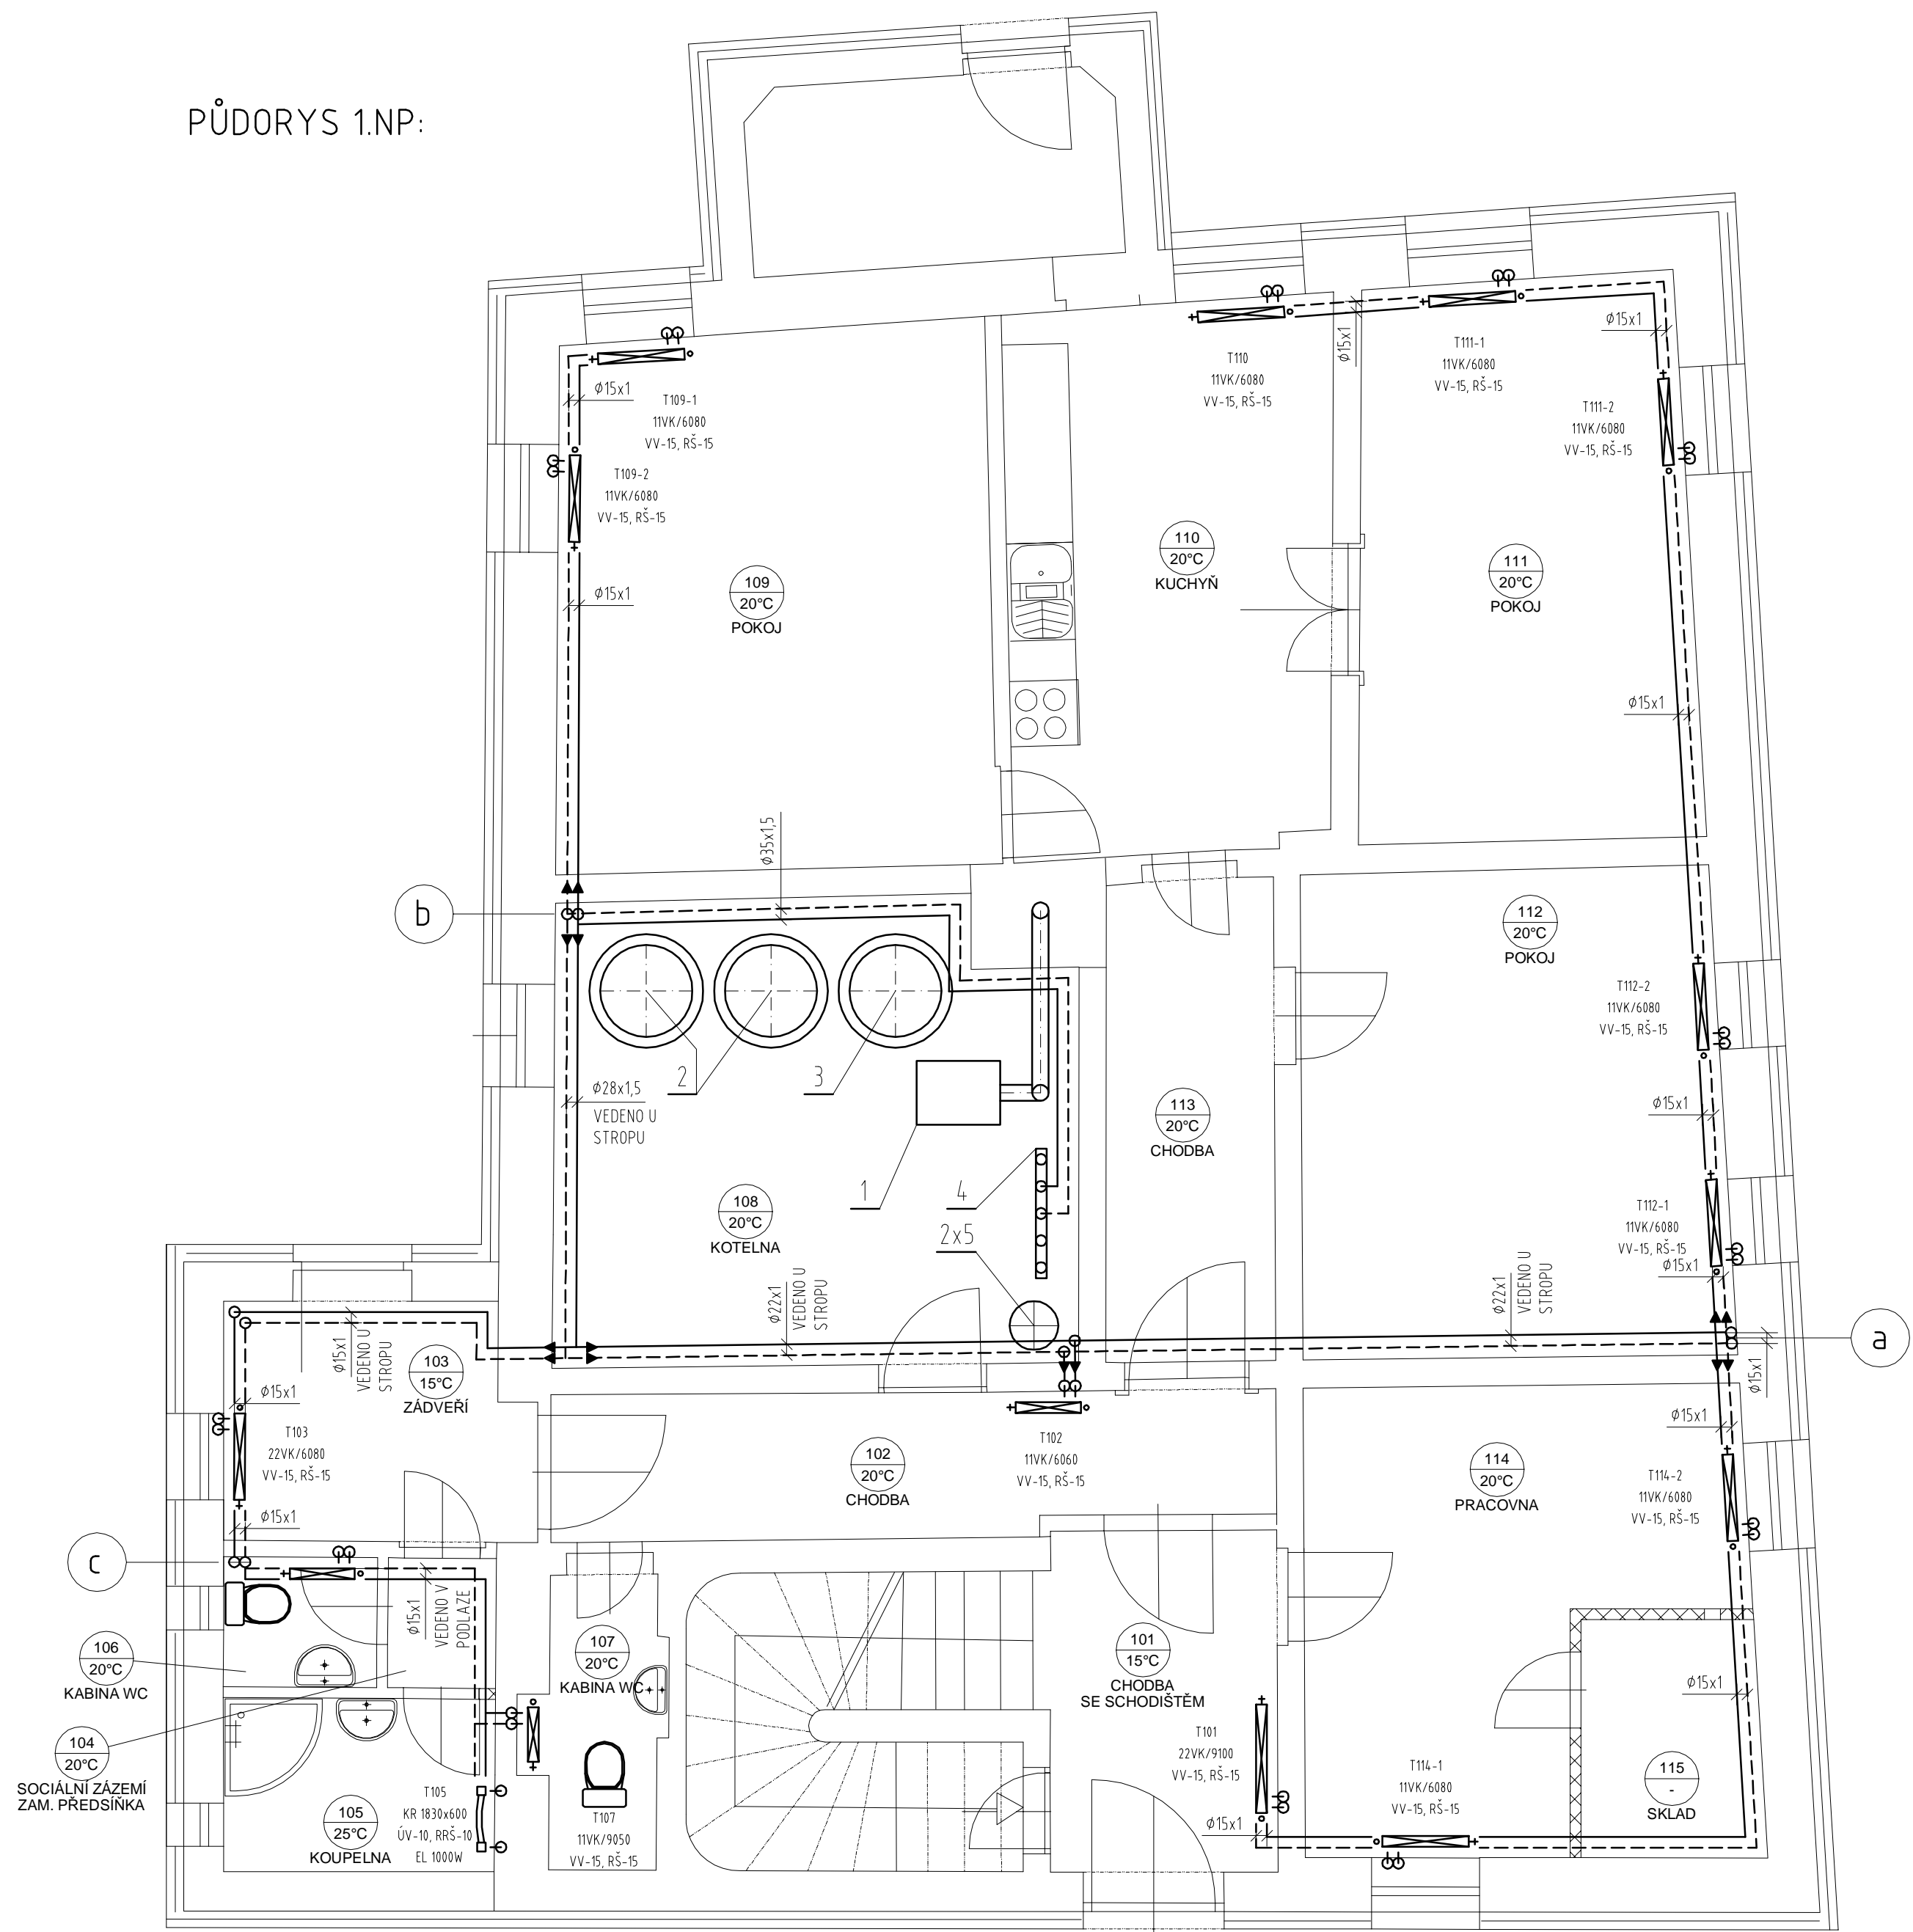 PŮDORYS 1.NP:
T110
11VK/6080
VV-15, RŠ-15
Ø15x1
T111-1
11VK/6080
VV-15, RŠ-15
Ø15x1
T111-2
11VK/6080
VV-15, RŠ-15
Ø15x1
T109-1
11VK/6080
VV-15, RŠ-15
T109-2
11VK/6080
VV-15, RŠ-15
Ø15x1
109
20°C
POKOJ
110
20°C
KUCHYŇ
111
20°C
POKOJ
Ø15x1
Ø35x1,5
b
112
20°C
POKOJ
T112-2
11VK/6080
VV-15, RŠ-15
2
3
Ø28x1,5
VEDENO U
STROPU
113
20°C
CHODBA
Ø15x1
1
4
108
20°C
KOTELNA
2x5
T112-1
11VK/6080
VV-15, RŠ-15
Ø15x1
Ø22x1
VEDENO U
STROPU
Ø22x1
VEDENO U
STROPU
a
Ø15x1
Ø15x1
VEDENO U
STROPU
103
15°C
ZÁDVEŘÍ
Ø15x1
T103
22VK/6080
VV-15, RŠ-15
Ø15x1
102
20°C
CHODBA
T102
11VK/6060
VV-15, RŠ-15
Ø15x1
114
20°C
PRACOVNA
T114-2
11VK/6080
VV-15, RŠ-15
c
Ø15x1
VEDENO V
PODLAZE
106
20°C
KABINA WC
107
20°C
KABINA WC
101
15°C
CHODBA
SE SCHODIŠTĚM
Ø15x1
104
20°C
SOCIÁLNÍ ZÁZEMÍ
ZAM. PŘEDSÍŇKA
T101
22VK/9100
VV-15, RŠ-15
Ø15x1
T114-1
11VK/6080
VV-15, RŠ-15
115
-
SKLAD
105
25°C
KOUPELNA
T105
KR 1830x600
ÚV-10, RRŠ-10
EL 1000W
T107
11VK/9050
VV-15, RŠ-15